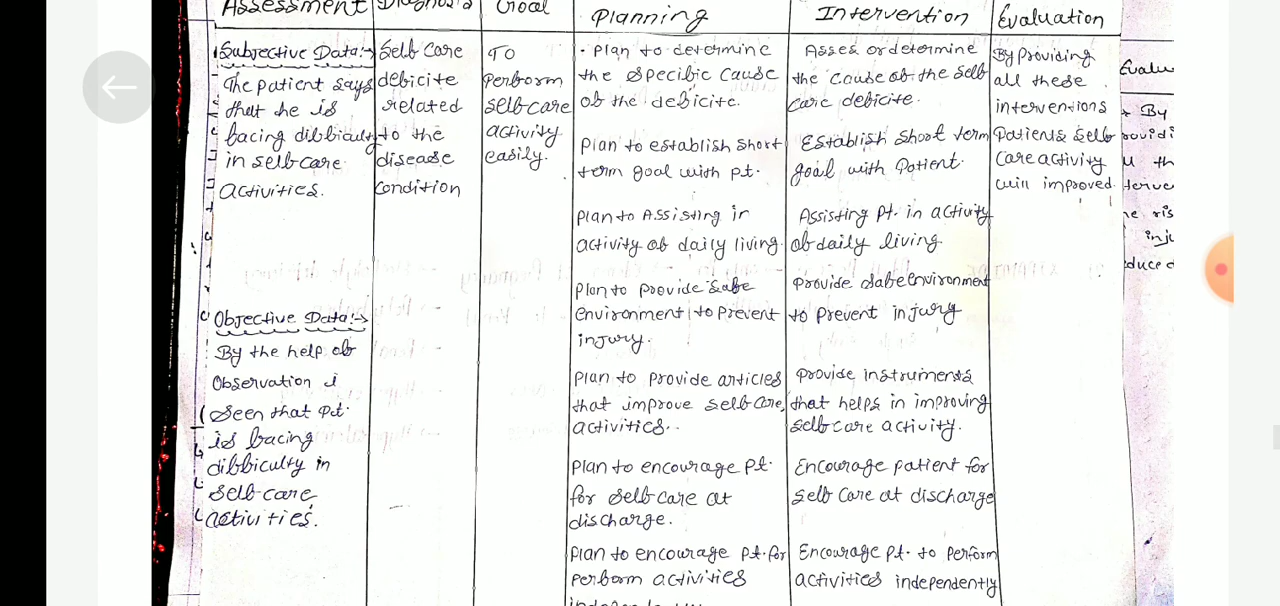 Assessment
Diagnosis
Goal
Planning
Intervention
Evaluation
Subjective Data:→
The patient says
that he is
facing difficulty
in self-care
activities.
Objective Data:→
By the help of
Observation i
Seen that Pt.
is facing
difficulty in
Self-care
activities.
Self Care
deficite
related
to the
disease
condition
To
Perform
self-care
activity
easily.
· Plan to determine
the specific cause
of the deficite.
Plan to establish short
term goal with pt.
Plan to Assisting in
activity of daily living.
Plan to provide safe
environment to Prevent
injury.
Plan to provide articles
that improve self care
activities..
Plan to encourage Pt.
for self care at
discharge.
Plan to encourage Pt. for
perform activities
Asses or determine
the cause of the self
care deficite.
Establish short term
goal with Patient.
Assisting Pt. in activity
of daily living.
Provide safe environment
to Prevent injury
Provide instruments
that helps in improving
self care activity.
Encourage patient for
self care at discharge
Encourage pt. to perform
activities independently
By Providing
all these
interventions
Patients self
care activity
will improved.
Evalu
By